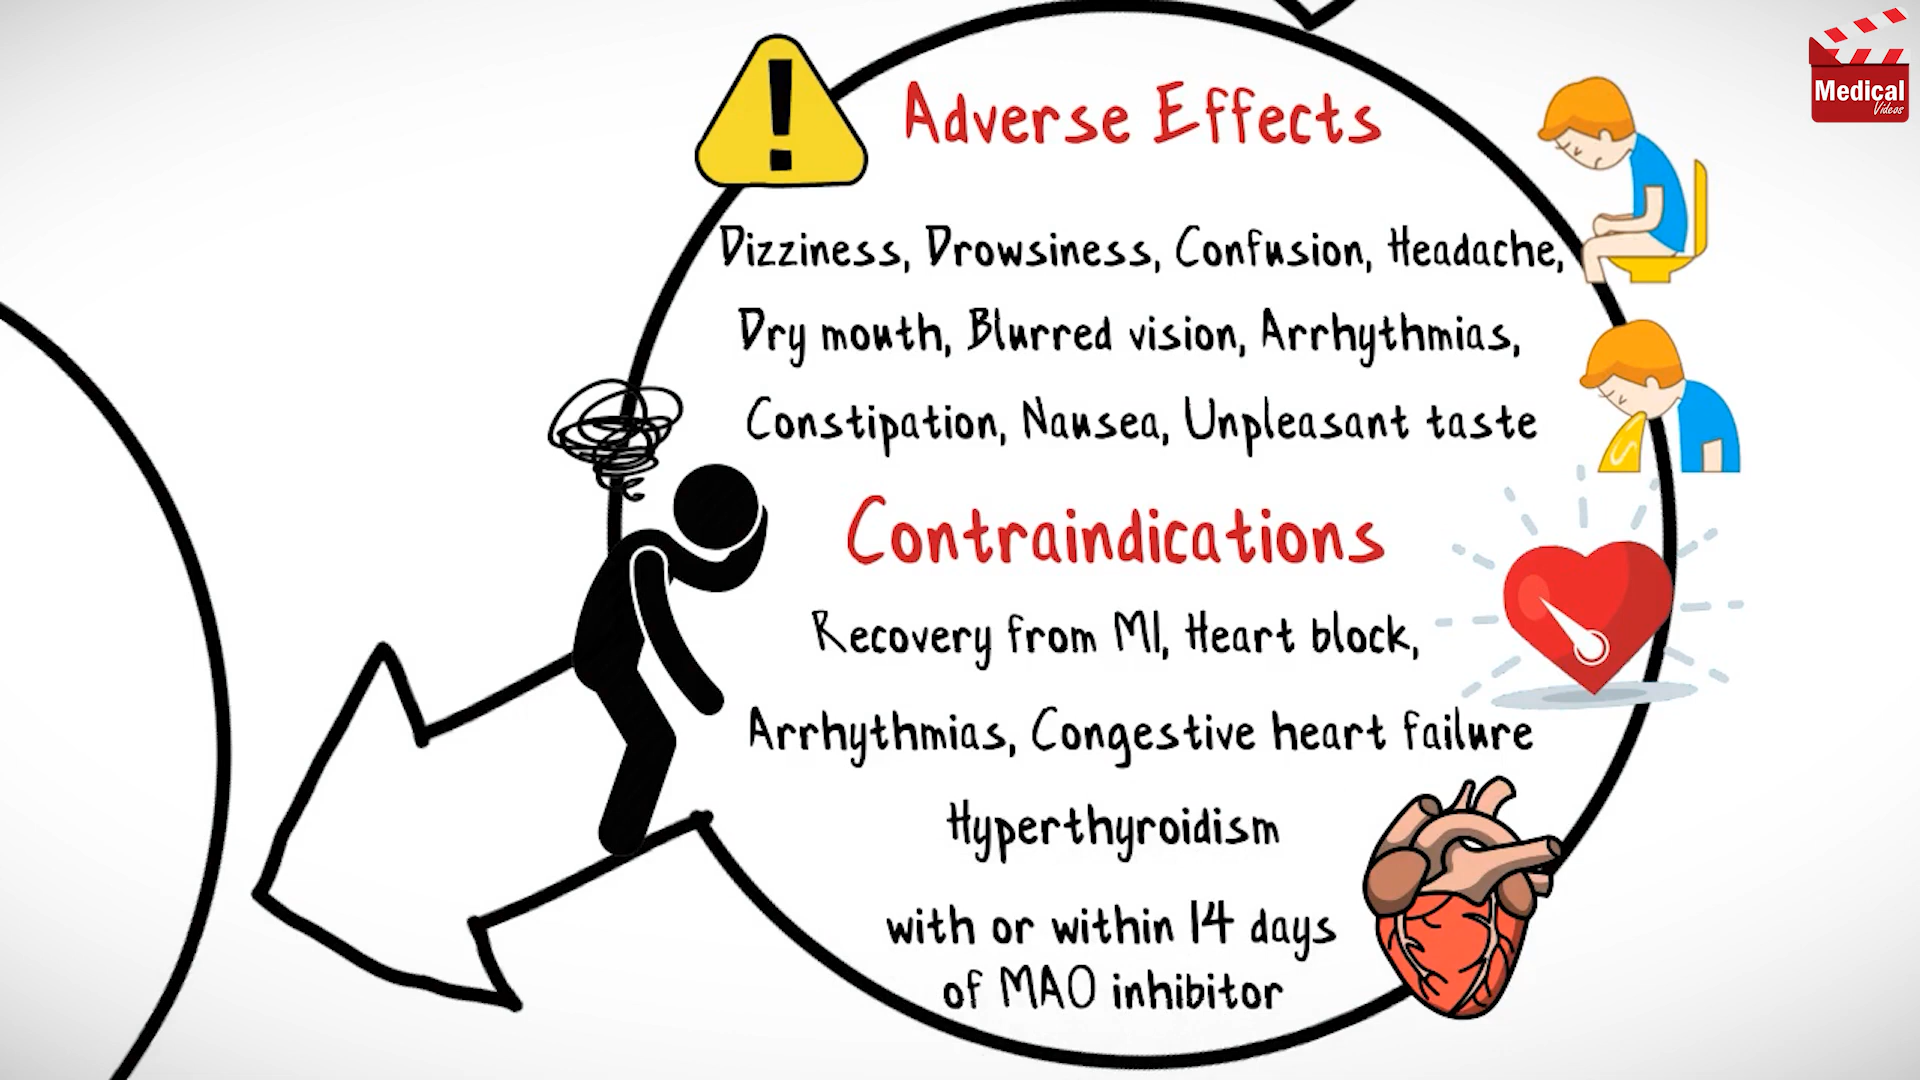 Medical
Videos
Adverse Effects
Dizziness, Drowsiness, Confusion, Headache,
Dry mouth, Blurred vision, Arrhythmias,
Constipation, Nausea, Unpleasant taste
Contraindications
Recovery from MI, Heart block,
Arrhythmias, Congestive heart failure
Hyperthyroidism
with or within 14 days
of MAO inhibitor